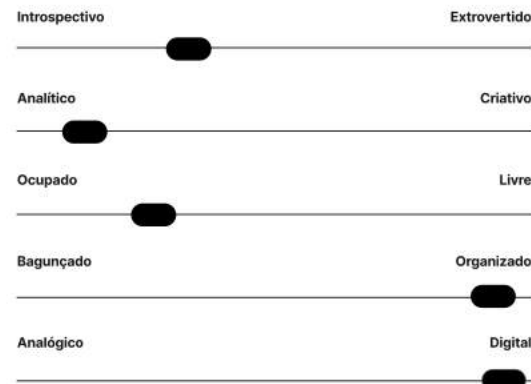 Introspectivo Extrovertido
Analítico Criativo
Ocupado Livre
Bagunçado Organizado
Analógico Digital